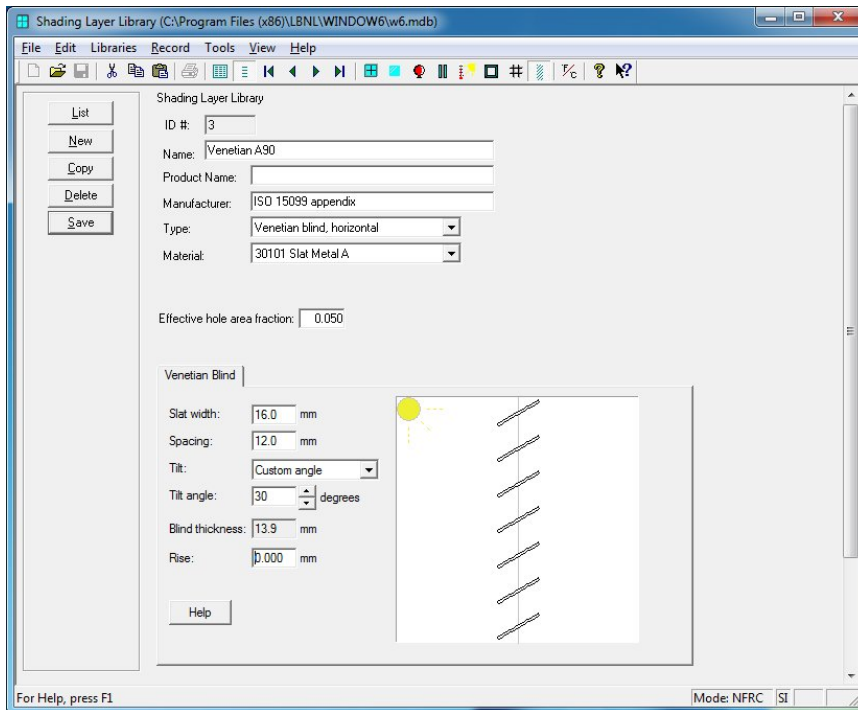 Shading Layer Library (C:\Program Files (x86)\LBNL\WINDOW6\w6.mdb)
File Edit Libraries Record Tools View Help
T/C ? ?
List
New
Copy
Delete
Save
Shading Layer Library
ID #: 3
Name: Venetian A90
Product Name:
Manufacturer: ISO 15099 appendix
Type: Venetian blind, horizontal
Material: 30101 Slat Metal A
Effective hole area fraction: 0.050
Venetian Blind
Slat width: 16.0 mm
Spacing: 12.0 mm
Tilt: Custom angle
Tilt angle: 30 degrees
Blind thickness: 13.9 mm
Rise: 0.000 mm
Help
For Help, press F1
Mode: NFRC SI